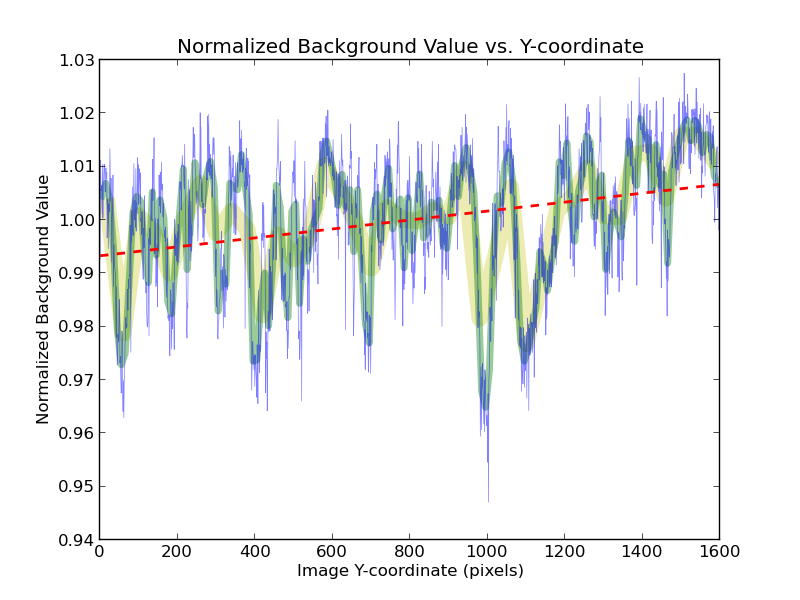 Normalized Background Value vs. Y-coordinate
1.03
1.02
1.01
1.00
0.99
0.98
0.97
0.96
0.95
0.94
Normalized Background Value
0 200 400 600 800 1000 1200 1400 1600
Image Y-coordinate (pixels)